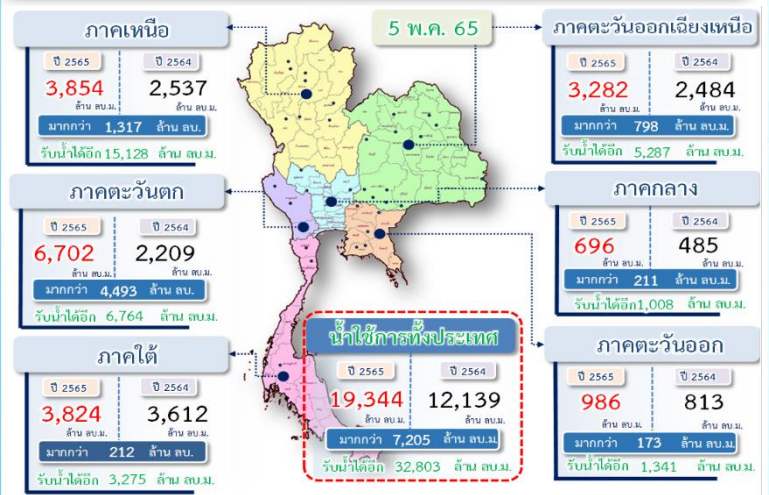 ภาคเหนือ
ปี 2565 ปี 2564
3,854 2,537
ล้าน ลบ.ม. ล้าน ลบ.ม.
มากกว่า 1,317 ล้าน ลบ.
รับน้ำได้อีก 15,128 ล้าน ลบ.ม.
5 พ.ค. 65
ภาคตะวันออกเฉียงเหนือ
ปี 2565 ปี 2564
3,282 2,484
ล้าน ลบ.ม. ล้าน ลบ.ม.
มากกว่า 798 ล้าน ลบ.ม.
รับน้ำได้อีก 5,287 ล้าน ลบ.ม.
ภาคตะวันตก
ปี 2565 ปี 2564
6,702 2,209
ล้าน ลบ.ม. ล้าน ลบ.ม.
มากกว่า 4,493 ล้าน ลบ.
รับน้ำได้อีก 6,764 ล้าน ลบ.ม.
ภาคกลาง
ปี 2565 ปี 2564
696 485
ล้าน ลบ.ม. ล้าน ลบ.ม.
มากกว่า 211 ล้าน ลบ.ม.
รับน้ำได้อีก1,008 ล้าน ลบ.ม.
ภาคใต้
ปี 2565 ปี 2564
3,824 3,612
ล้าน ลบ.ม. ล้าน ลบ.ม.
มากกว่า 212 ลบ.ม.
รับน้ำได้อีก 3,275 ล้าน ลบ.ม.
น้ำใช้การทั้งประเทศ
ปี 2565 ปี 2564
19,344 12,139
ล้าน ลบ.ม. ล้าน ลบ.ม.
มากกว่า 7,205 ล้าน ลบ.ม.
รับน้ำได้อีก 32,803 ล้าน ลบ.ม.
ภาคตะวันออก
ปี 2565 ปี 2564
986 813
ล้าน ลบ.ม. ล้าน ลบ.ม.
มากกว่า 173 ล้าน ลบ.ม.
รับน้ำได้อีก 1,341 ล้าน ลบ.ม.